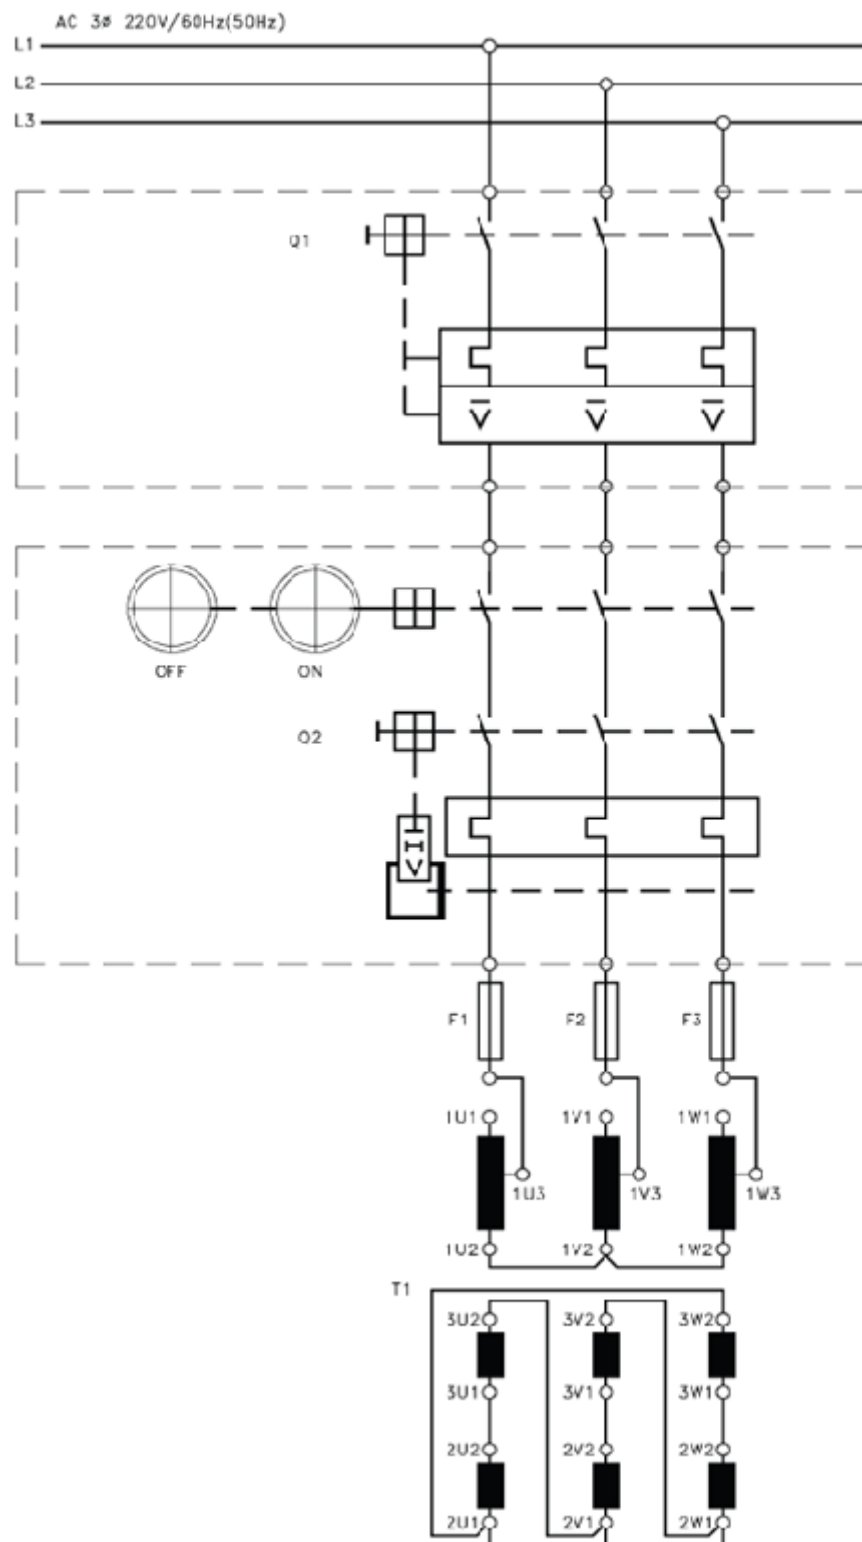 AC 3ø 220V/60Hz(50Hz)
L1
L2
L3
Q1
OFF ON
Q2
F1 F2 F3
1U1 1V1 1W1
1U3 1V3 1W3
1U2 1V2 1W2
T1
3U2 3V2 3W2
3U1 3V1 3W1
2U2 2V2 2W2
2U1 2V1 2W1